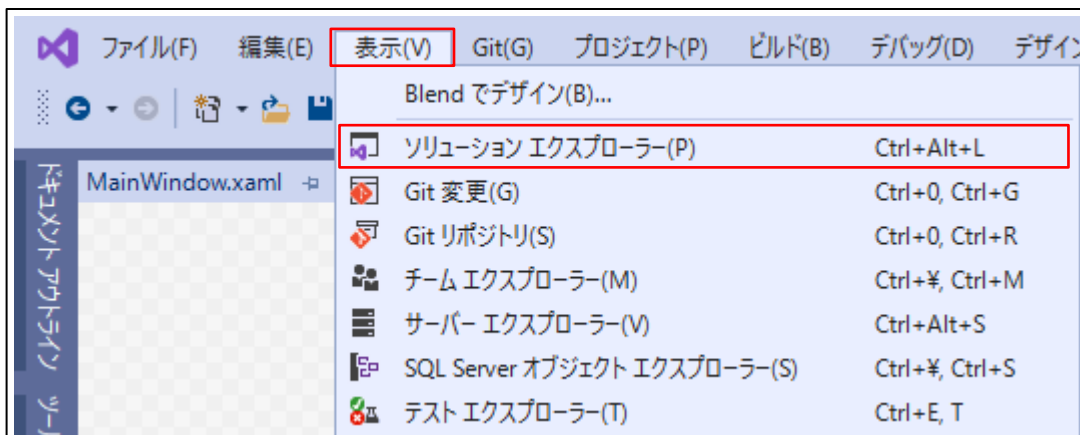 ファイル(F) 編集(E) 表示(V) Git(G) プロジェクト(P) ビルド(B) デバッグ(D) デザイン
Blend でデザイン(B)...
ソリューション エクスプローラー(P) Ctrl+Alt+L
MainWindow.xaml
Git 変更(G) Ctrl+0, Ctrl+G
Git リポジトリ(S) Ctrl+0, Ctrl+R
チーム エクスプローラー(M) Ctrl+¥, Ctrl+M
サーバー エクスプローラー(V) Ctrl+Alt+S
SQL Server オブジェクト エクスプローラー(S) Ctrl+¥, Ctrl+S
テスト エクスプローラー(T) Ctrl+E, T
ドキュメント アウトライン
ツール